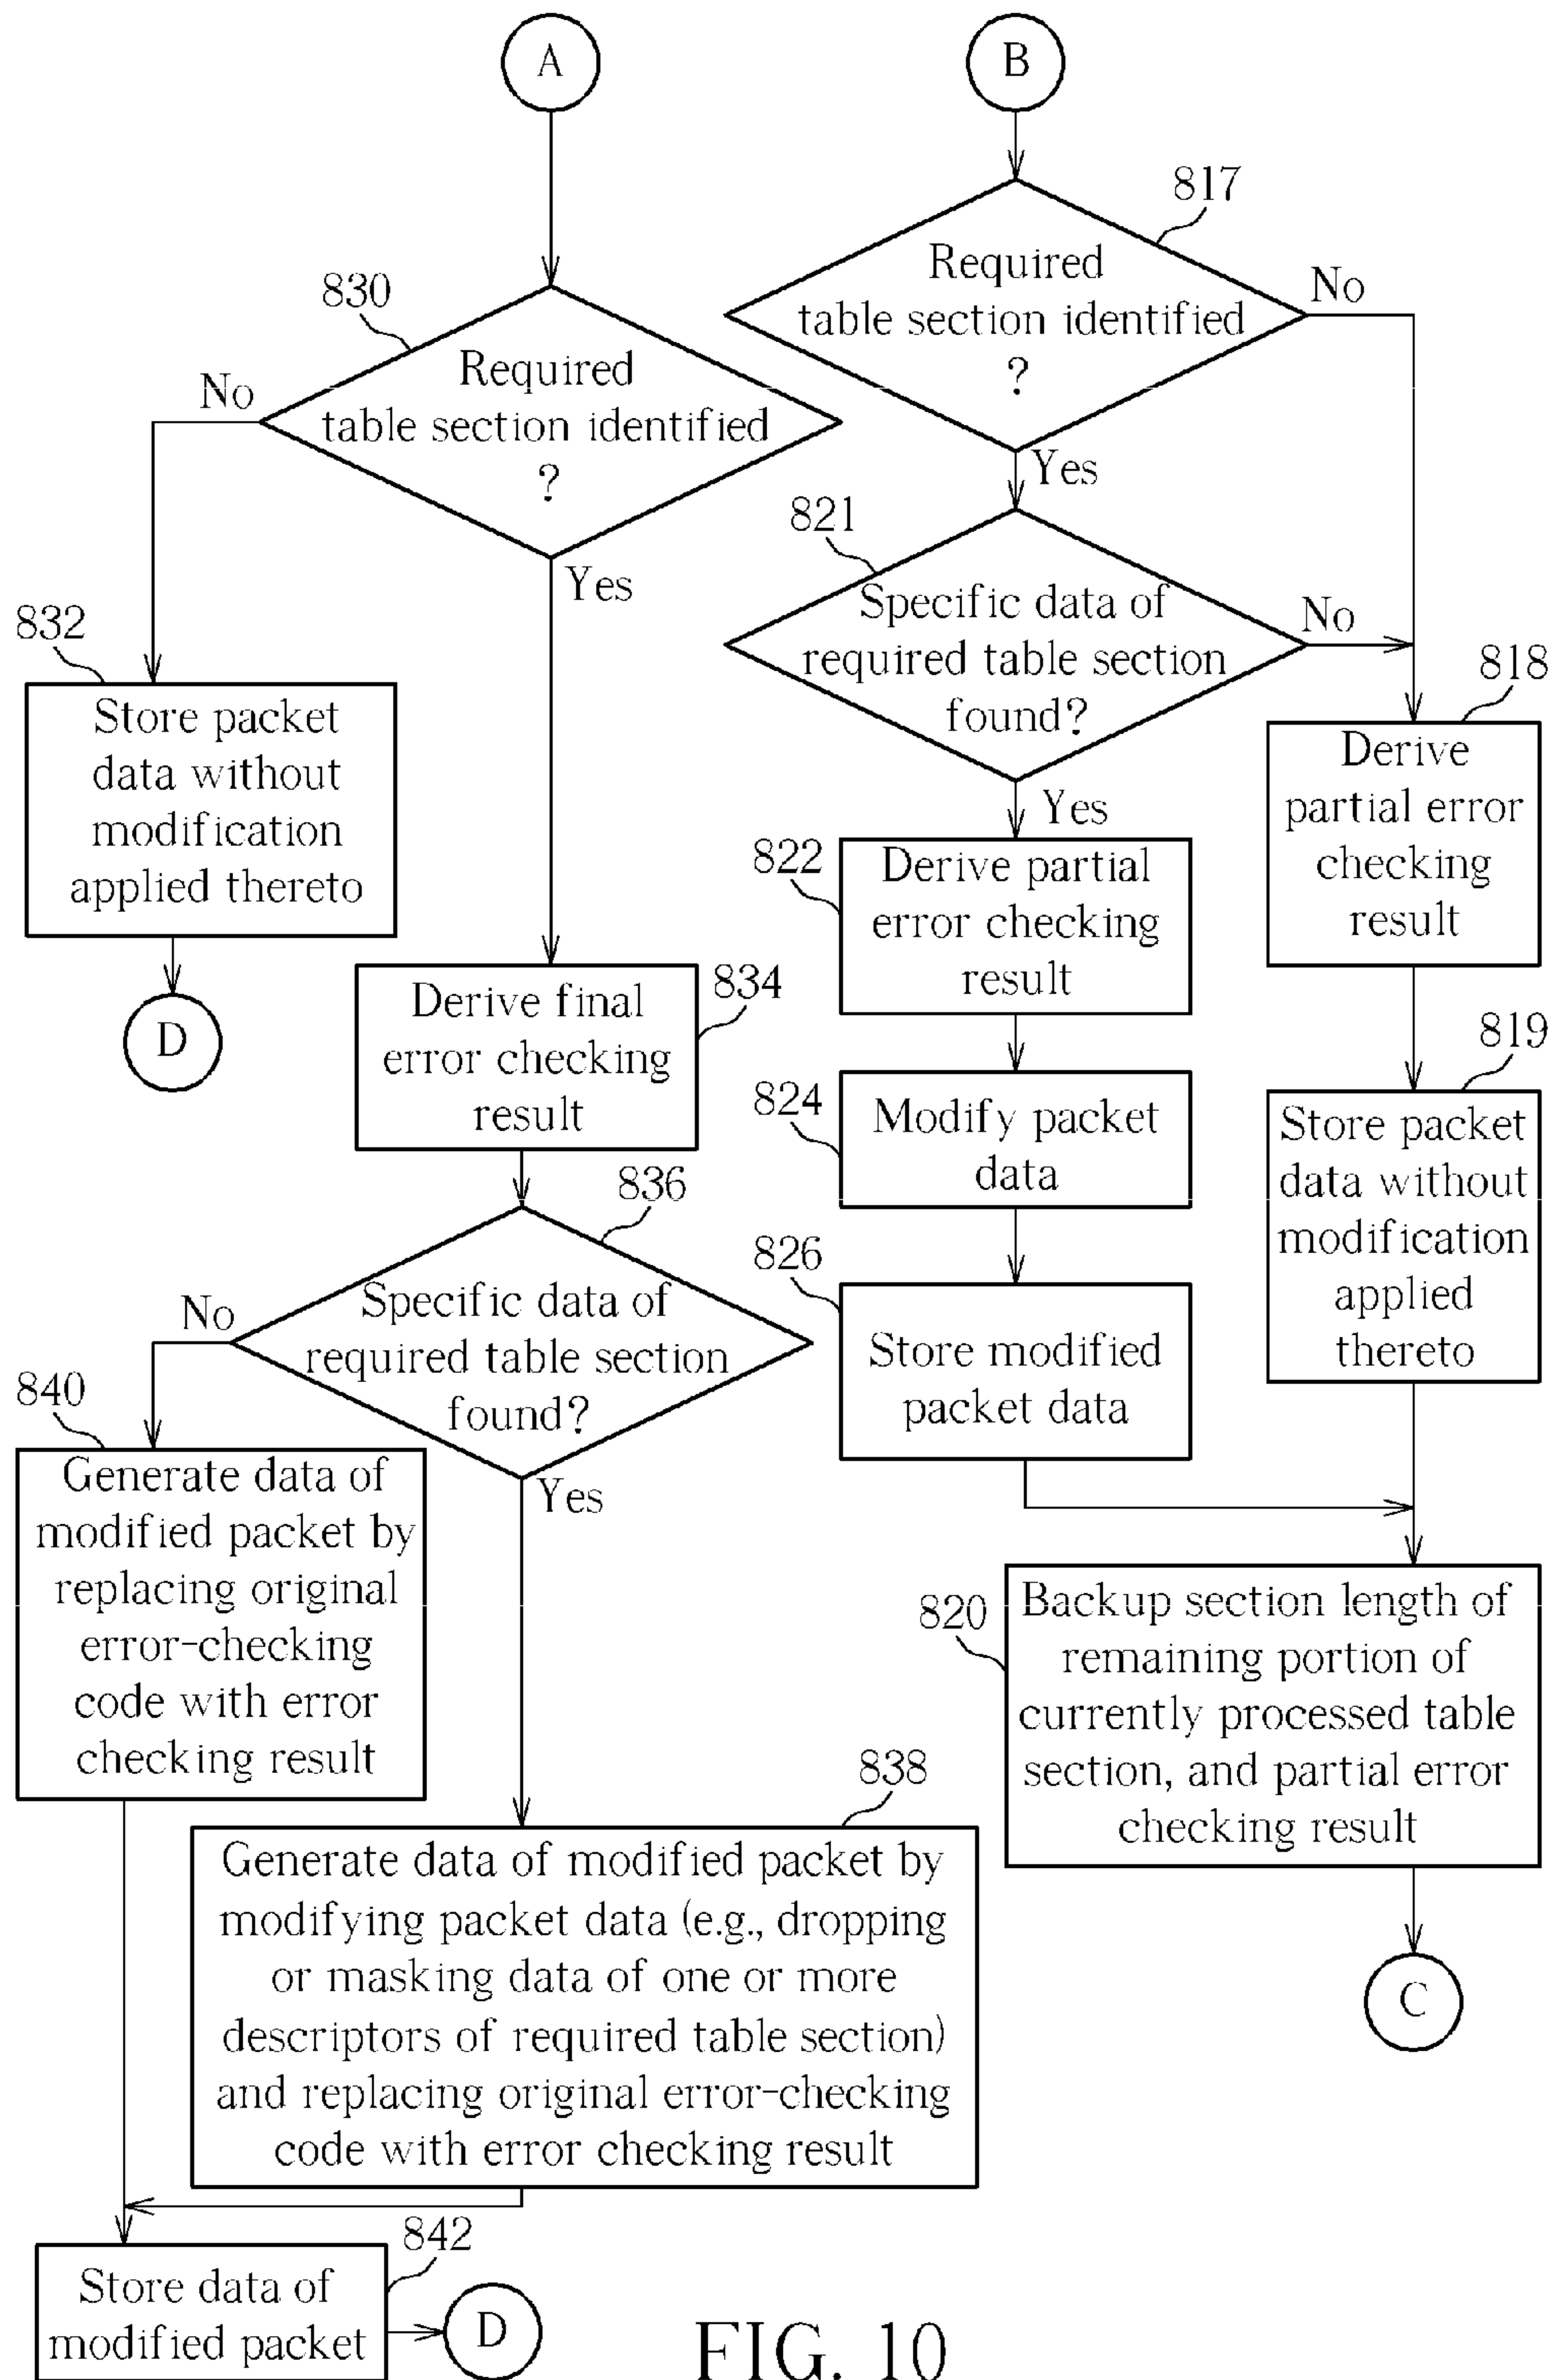 A
B
817
Required
table section identified
?
No
Yes
830
Required
table section identified
?
No
Yes
821
Specific data of
required table section
found?
No
Yes
832
Store packet
data without
modification
applied thereto
D
818
Derive
partial error
checking
result
822
Derive partial
error checking
result
834
Derive final
error checking
result
819
Store packet
data without
modification
applied
thereto
824
Modify packet
data
836
Specific data of
required table section
found?
No
Yes
826
Store modified
packet data
840
Generate data of
modified packet by
replacing original
error-checking
code with error
checking result
820
Backup section length of
remaining portion of
currently processed table
section, and partial error
checking result
C
838
Generate data of modified packet by
modifying packet data (e.g., dropping
or masking data of one or more
descriptors of required table section)
and replacing original error-checking
code with error checking result
842
Store data of
modified packet
D
FIG. 10